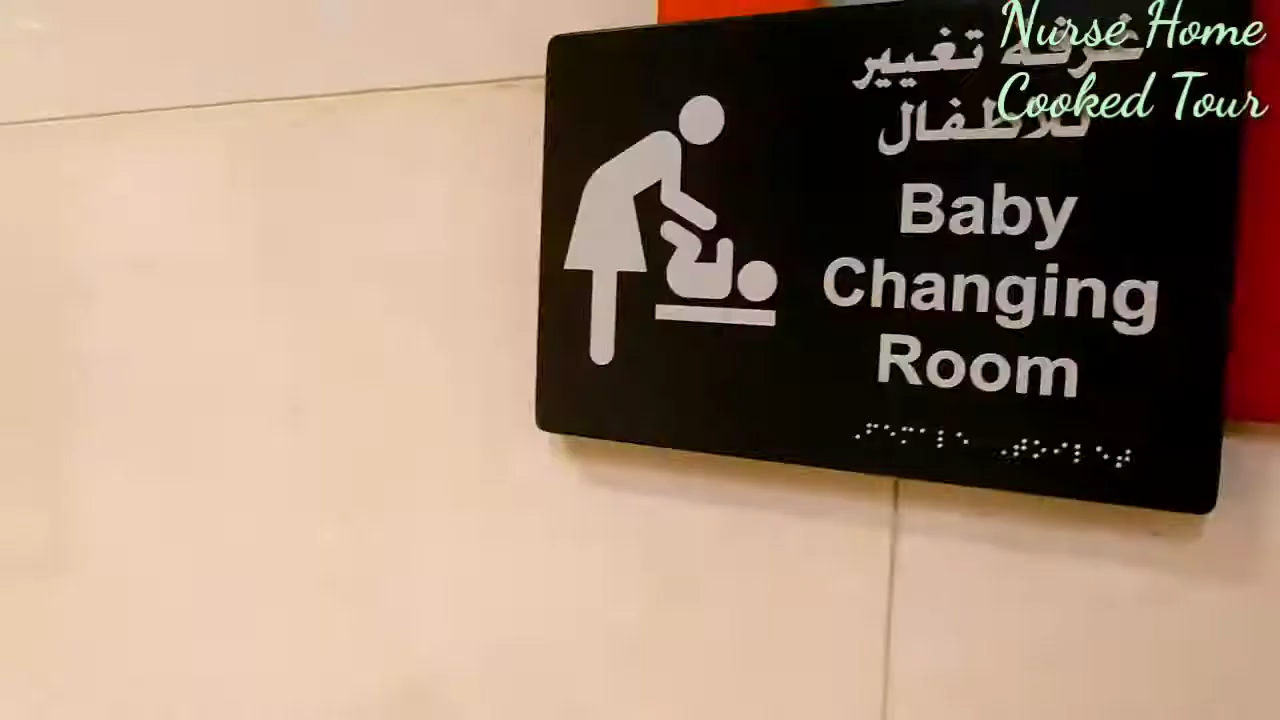 Nurse Home
Cooked Tour
غرفة تغيير
للاطفال
Baby
Changing
Room